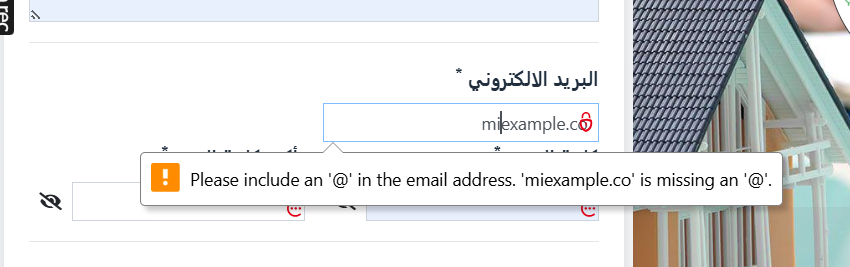 البريد الالكتروني *
miexample.co
Please include an '@' in the email address. 'miexample.co' is missing an '@'.